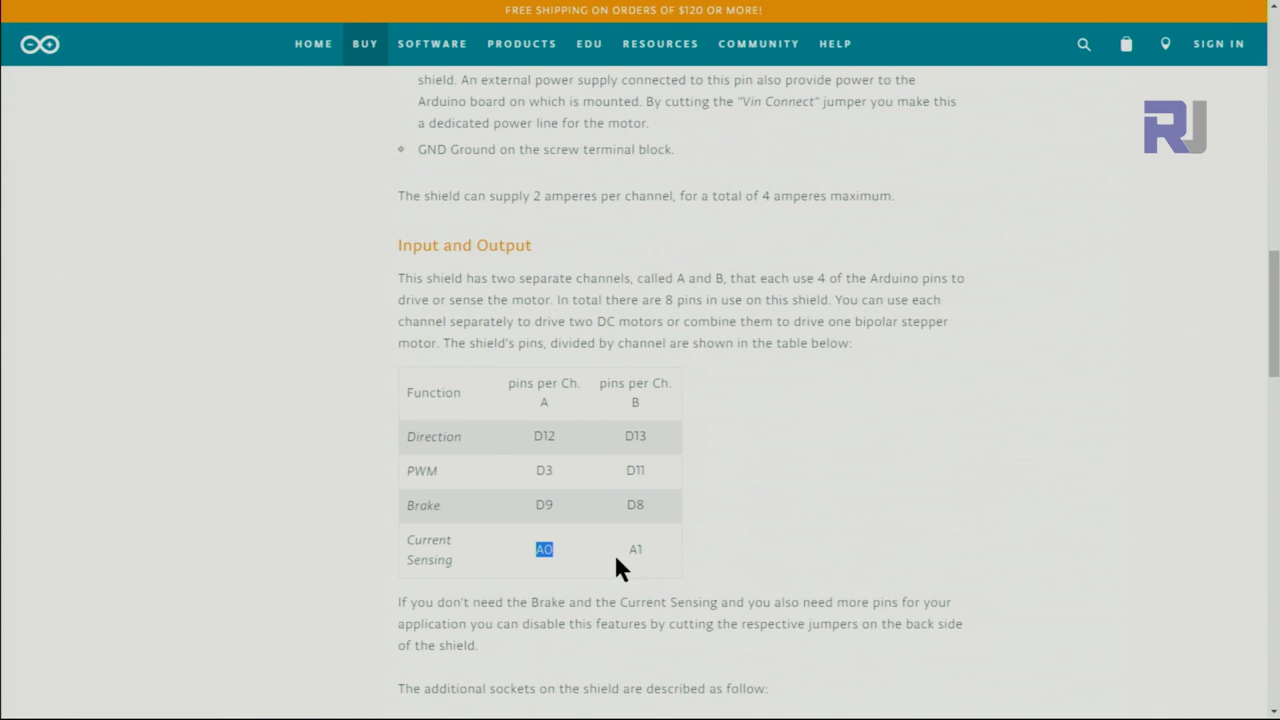 FREE SHIPPING ON ORDERS OF $120 OR MORE!
HOME BUY SOFTWARE PRODUCTS EDU RESOURCES COMMUNITY HELP SIGN IN
shield. An external power supply connected to this pin also provide power to the
Arduino board on which is mounted. By cutting the "Vin Connect" jumper you make this
a dedicated power line for the motor.
GND Ground on the screw terminal block.
RJ
The shield can supply 2 amperes per channel, for a total of 4 amperes maximum.
Input and Output
This shield has two separate channels, called A and B, that each use 4 of the Arduino pins to
drive or sense the motor. In total there are 8 pins in use on this shield. You can use each
channel separately to drive two DC motors or combine them to drive one bipolar stepper
motor. The shield's pins, divided by channel are shown in the table below:
Function pins per Ch. A pins per Ch. B
Direction D12 D13
PWM D3 D11
Brake D9 D8
Current Sensing A0 A1
If you don't need the Brake and the Current Sensing and you also need more pins for your
application you can disable this features by cutting the respective jumpers on the back side
of the shield.
The additional sockets on the shield are described as follow: